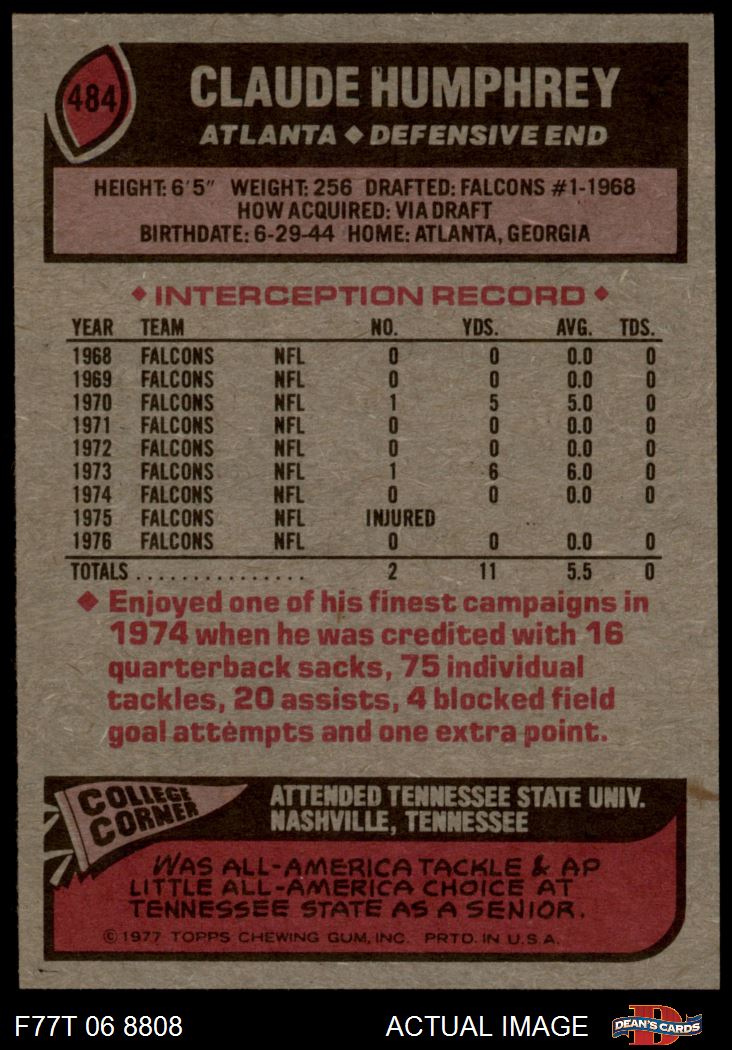 484
CLAUDE HUMPHREY
ATLANTA ◆ DEFENSIVE END
HEIGHT: 6'5" WEIGHT: 256 DRAFTED: FALCONS #1-1968
HOW ACQUIRED: VIA DRAFT
BIRTHDATE: 6-29-44 HOME: ATLANTA, GEORGIA
◆ INTERCEPTION RECORD ◆
YEAR TEAM NO. YDS. AVG. TDS.
1968 FALCONS NFL 0 0 0.0 0
1969 FALCONS NFL 0 0 0.0 0
1970 FALCONS NFL 1 5 5.0 0
1971 FALCONS NFL 0 0 0.0 0
1972 FALCONS NFL 0 0 0.0 0
1973 FALCONS NFL 1 6 6.0 0
1974 FALCONS NFL 0 0 0.0 0
1975 FALCONS NFL INJURED
1976 FALCONS NFL 0 0 0.0 0
TOTALS ................ 2 11 5.5 0
◆ Enjoyed one of his finest campaigns in
1974 when he was credited with 16
quarterback sacks, 75 individual
tackles, 20 assists, 4 blocked field
goal attempts and one extra point.
COLLEGE
CORNER
ATTENDED TENNESSEE STATE UNIV.
NASHVILLE, TENNESSEE
WAS ALL-AMERICA TACKLE & AP
LITTLE ALL-AMERICA CHOICE AT
TENNESSEE STATE AS A SENIOR.
© 1977 TOPPS CHEWING GUM, INC. PRTD. IN U.S.A.
F77T 06 8808
ACTUAL IMAGE
D
DEAN'S CARDS